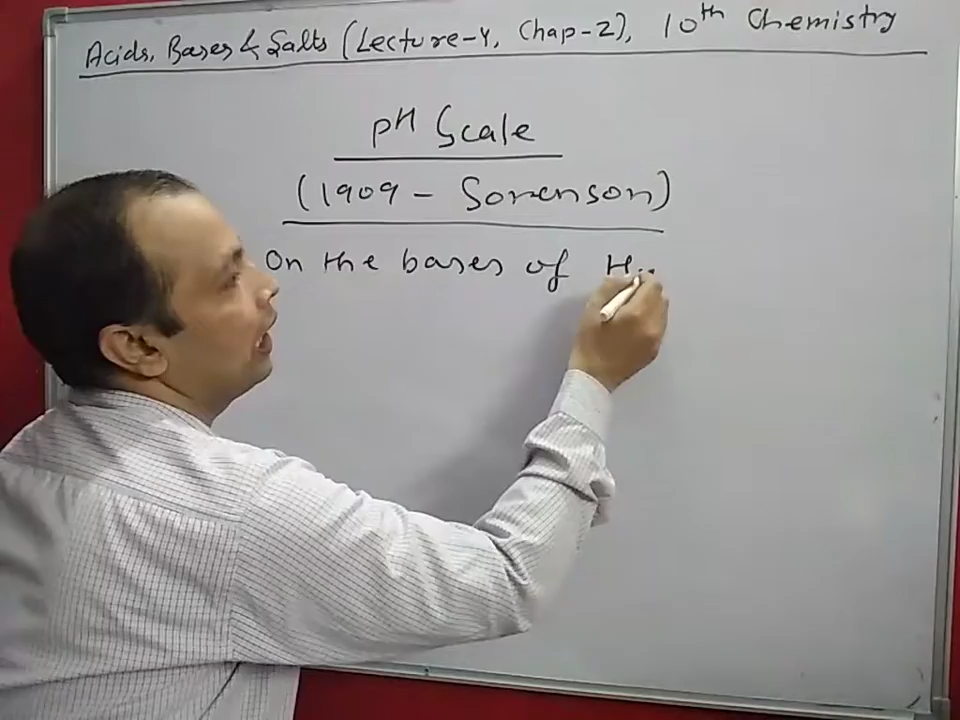 Acids, Bases & Salts (Lecture-4, Chap-2), 10th Chemistry
pH Scale
(1909 - Sorenson)
On the bases of H